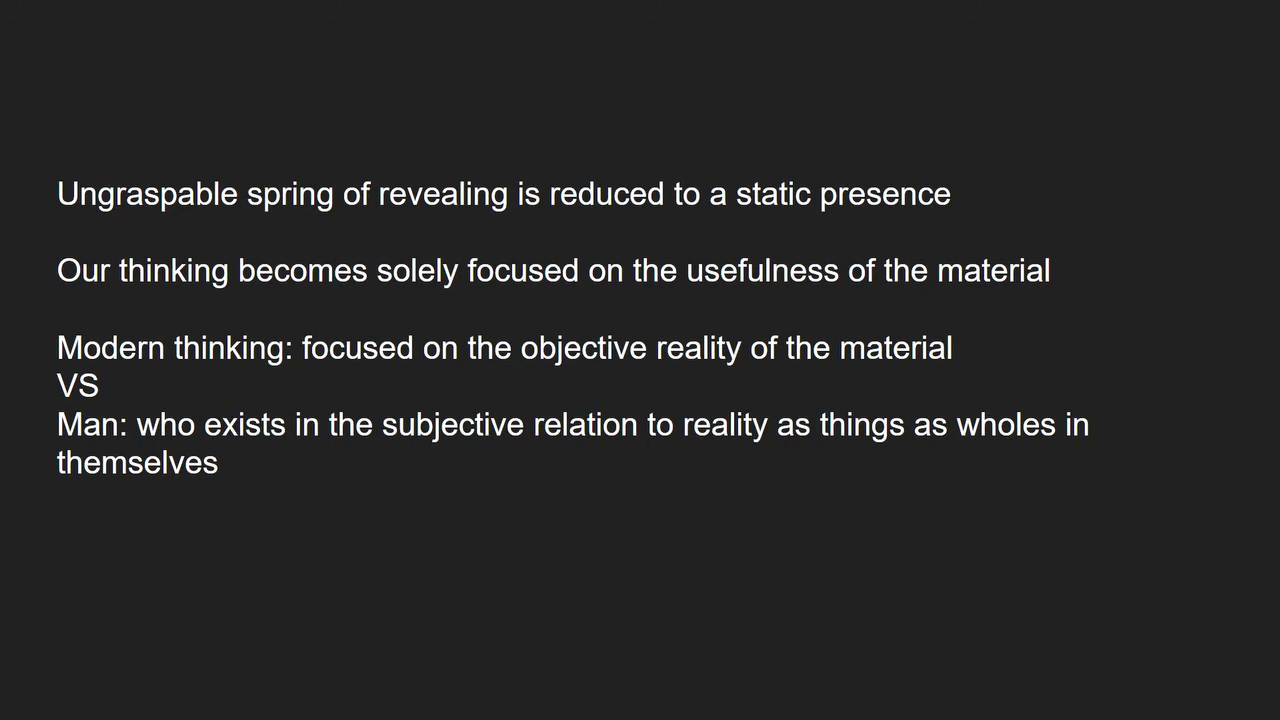 Ungraspable spring of revealing is reduced to a static presence
Our thinking becomes solely focused on the usefulness of the material
Modern thinking: focused on the objective reality of the material
VS
Man: who exists in the subjective relation to reality as things as wholes in
themselves